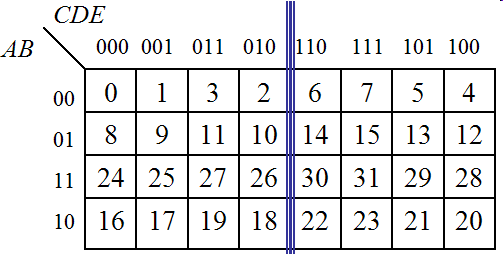 CDE
AB 000 001 011 010 110 111 101 100
00 0 1 3 2 6 7 5 4
01 8 9 11 10 14 15 13 12
11 24 25 27 26 30 31 29 28
10 16 17 19 18 22 23 21 20